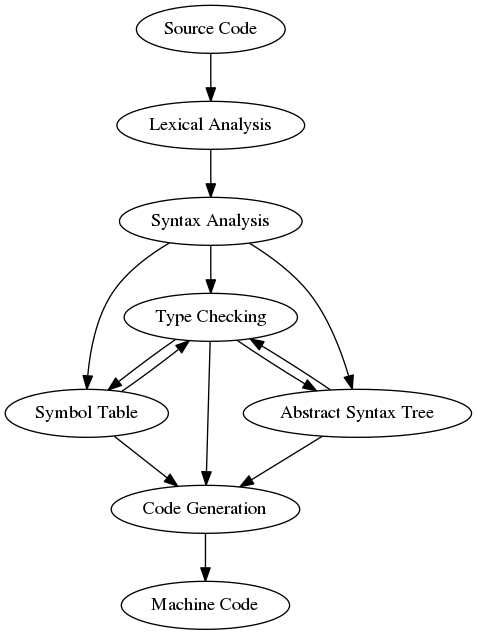 Source Code
Lexical Analysis
Syntax Analysis
Type Checking
Symbol Table
Abstract Syntax Tree
Code Generation
Machine Code